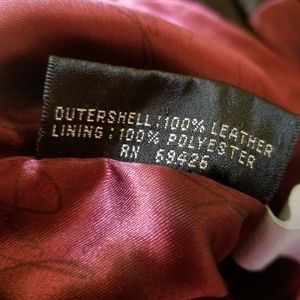 OUTERSHELL:100% LEATHER
LINING:100% POLYESTER
RN 69426